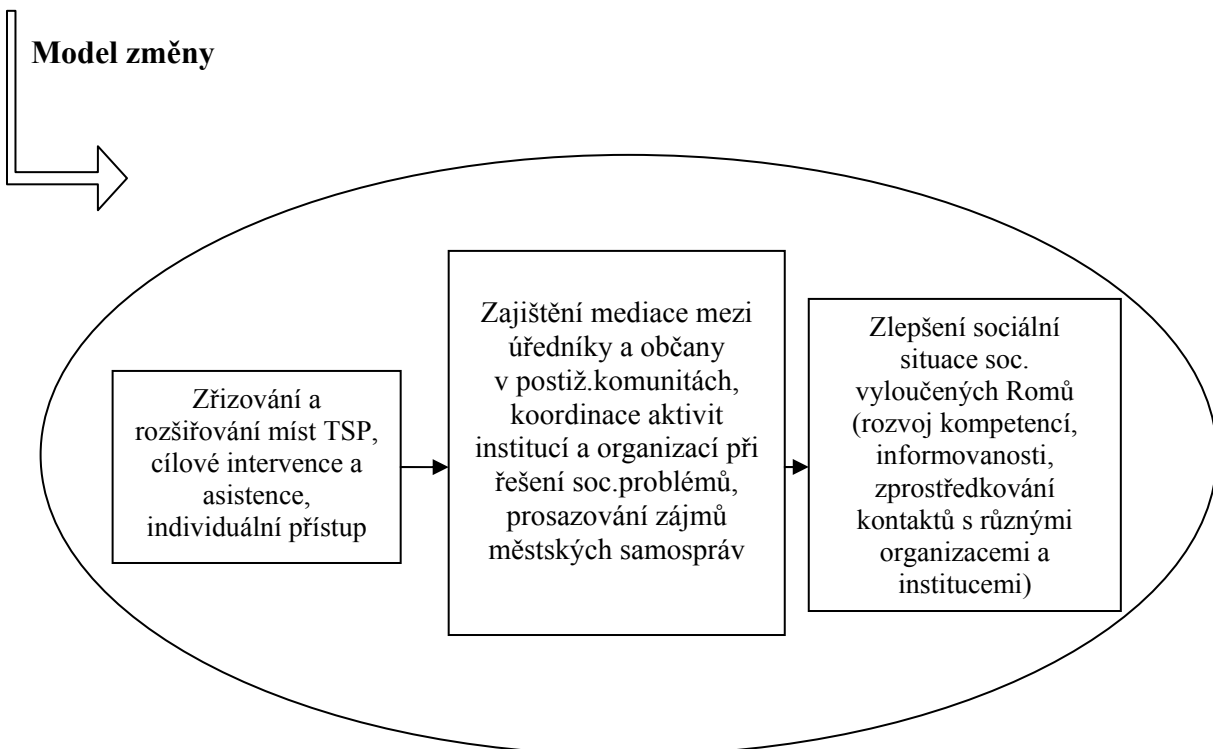 Model změny
Zřizování a
rozšiřování míst TSP,
cílové intervence a
asistence,
individuální přístup
Zajištění mediace mezi
úředníky a občany
v postiž.komunitách,
koordinace aktivit
institucí a organizací při
řešení soc.problémů,
prosazování zájmů
městských samospráv
Zlepšení sociální
situace soc.
vyloučených Romů
(rozvoj kompetencí,
informovanosti,
zprostředkování
kontaktů s různými
organizacemi a
institucemi)